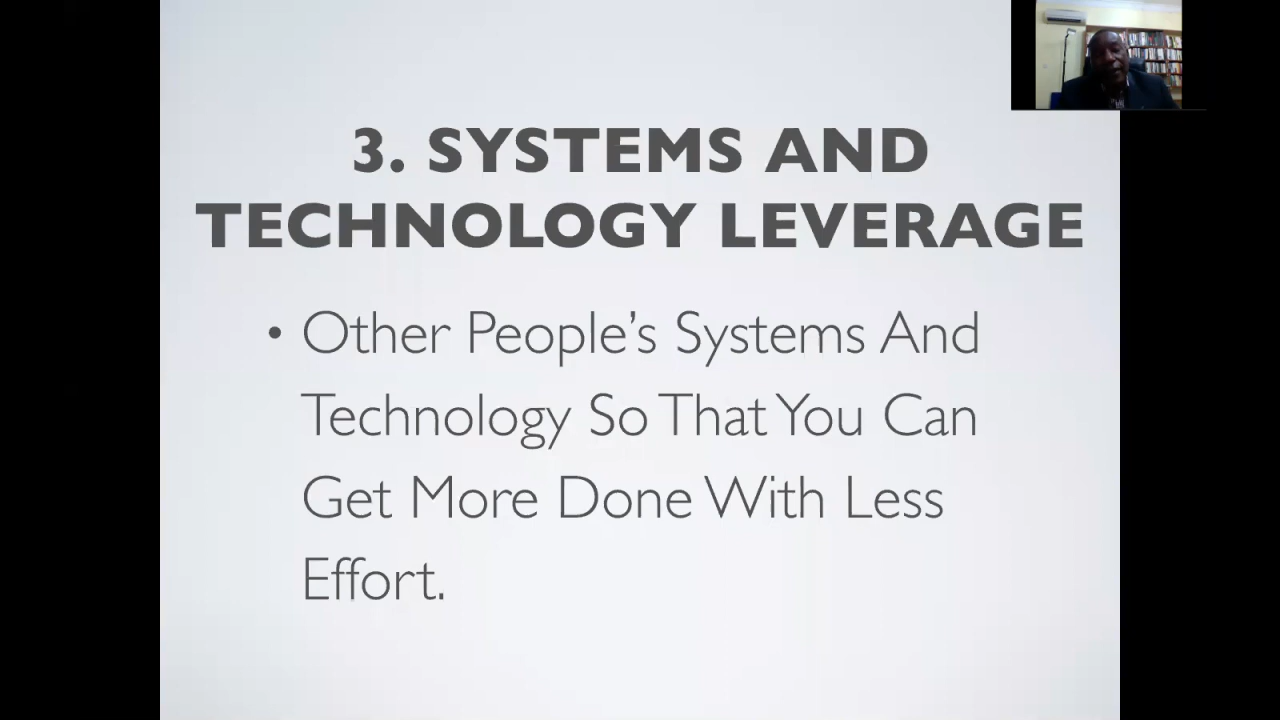 3. SYSTEMS AND
TECHNOLOGY LEVERAGE
• Other People’s Systems And
Technology So That You Can
Get More Done With Less
Effort.